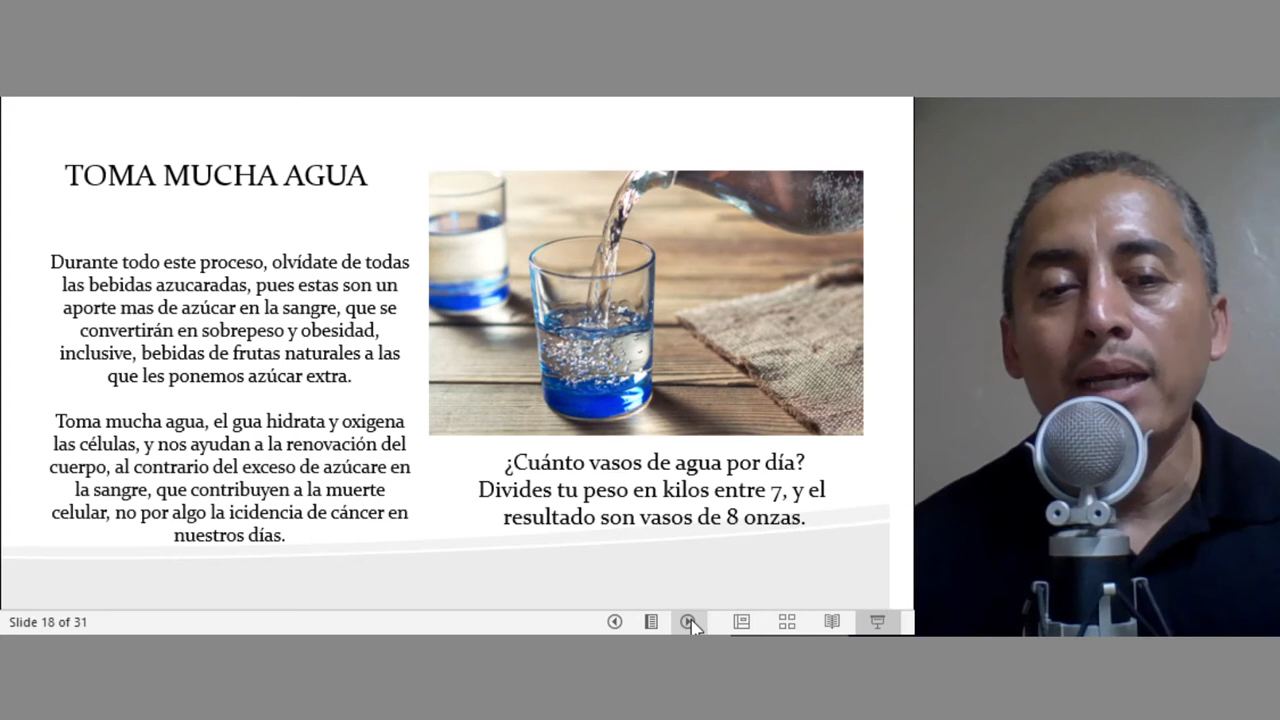 TOMA MUCHA AGUA
Durante todo este proceso, olvídate de todas
las bebidas azucaradas, pues estas son un
aporte mas de azúcar en la sangre, que se
convertirán en sobrepeso y obesidad,
inclusive, bebidas de frutas naturales a las
que les ponemos azúcar extra.
Toma mucha agua, el gua hidrata y oxigena
las células, y nos ayudan a la renovación del
cuerpo, al contrario del exceso de azúcare en
la sangre, que contribuyen a la muerte
celular, no por algo la icidencia de cáncer en
nuestros días.
¿Cuánto vasos de agua por día?
Divides tu peso en kilos entre 7, y el
resultado son vasos de 8 onzas.
Slide 18 of 31